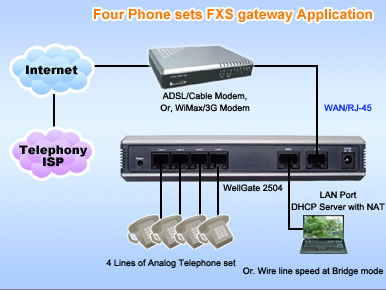 Four Phone sets FXS gateway Application
Internet
ADSL/Cable Modem,
Or, WiMax/3G Modem
WAN/RJ-45
Telephony
ISP
WellGate 2504
LAN Port
DHCP Server with NAT
4 Lines of Analog Telephone set
Or. Wire line speed at Bridge mode